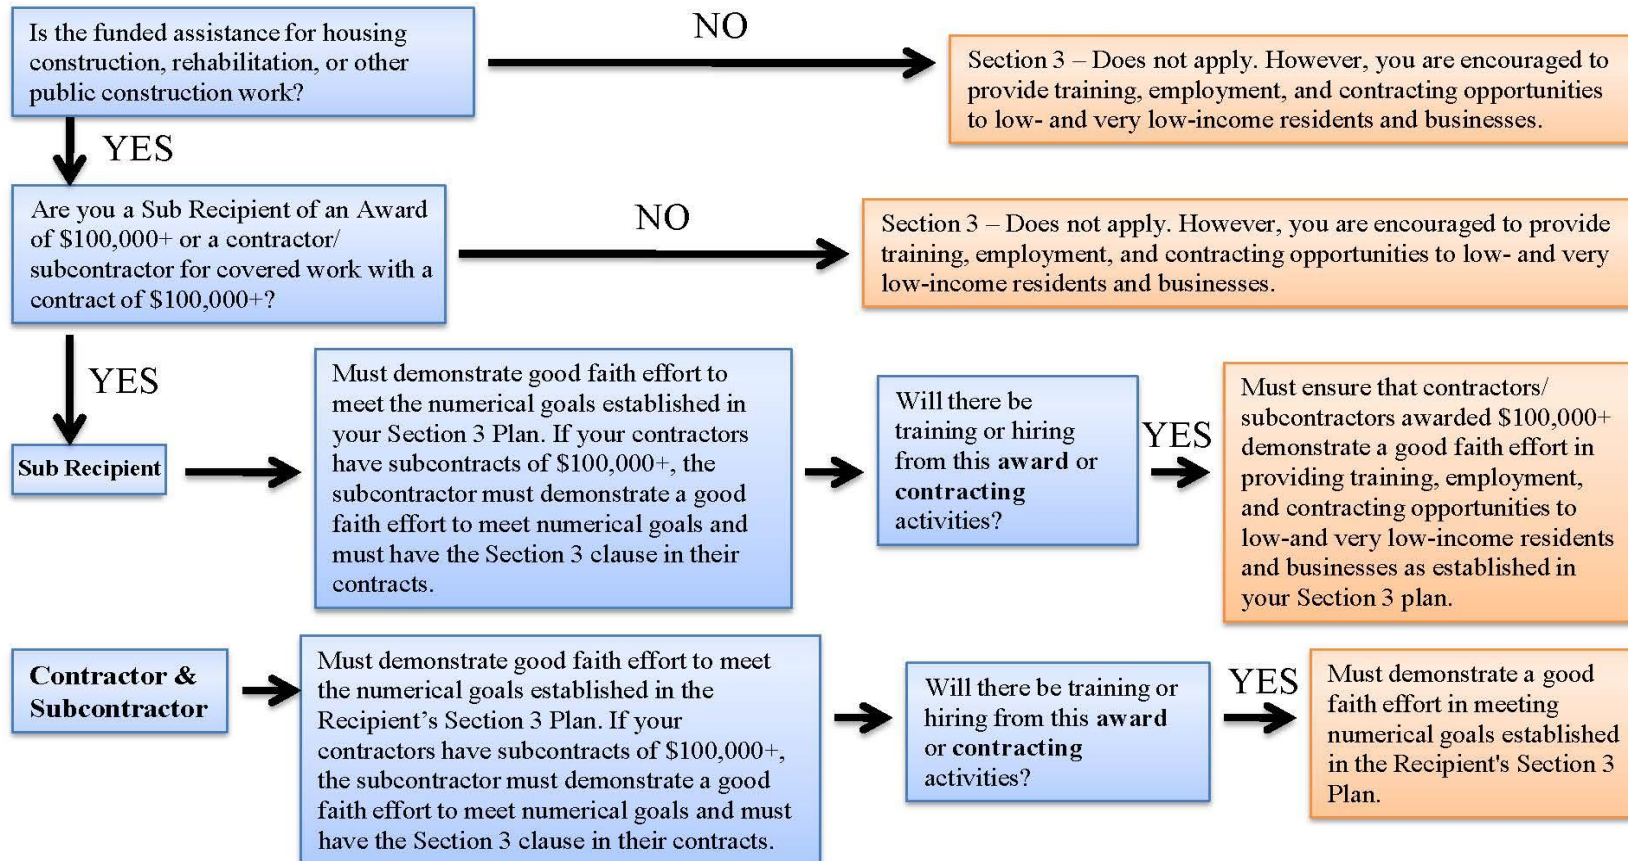 Is the funded assistance for housing
construction, rehabilitation, or other
public construction work?
NO
Section 3 – Does not apply. However, you are encouraged to
provide training, employment, and contracting opportunities
to low- and very low-income residents and businesses.
YES
Are you a Sub Recipient of an Award
of $100,000+ or a contractor/
subcontractor for covered work with a
contract of $100,000+?
NO
Section 3 – Does not apply. However, you are encouraged to provide
training, employment, and contracting opportunities to low- and very
low-income residents and businesses.
YES
Sub Recipient
Must demonstrate good faith effort to
meet the numerical goals established in
your Section 3 Plan. If your contractors
have subcontracts of $100,000+, the
subcontractor must demonstrate a good
faith effort to meet numerical goals and
must have the Section 3 clause in their
contracts.
Will there be
training or hiring
from this award or
contracting
activities?
YES
Must ensure that contractors/
subcontractors awarded $100,000+
demonstrate a good faith effort in
providing training, employment,
and contracting opportunities to
low-and very low-income residents
and businesses as established in
your Section 3 plan.
Contractor &
Subcontractor
Must demonstrate good faith effort to meet
the numerical goals established in the
Recipient’s Section 3 Plan. If your
contractors have subcontracts of $100,000+,
the subcontractor must demonstrate a good
faith effort to meet numerical goals and must
have the Section 3 clause in their contracts.
Will there be training or
hiring from this award
or contracting
activities?
YES
Must demonstrate a good
faith effort in meeting
numerical goals established
in the Recipient's Section 3
Plan.